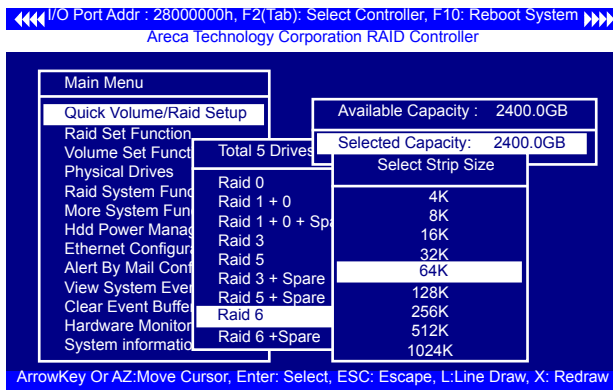 I/O Port Addr : 28000000h, F2(Tab): Select Controller, F10: Reboot System
Areca Technology Corporation RAID Controller
Main Menu
Quick Volume/Raid Setup
Raid Set Function
Volume Set Funct
Physical Drives
Raid System Func
More System Fun
Hdd Power Manag
Ethernet Configura
Alert By Mail Conf
View System Even
Clear Event Buffe
Hardware Monitor
System informatio
Total 5 Drives
Raid 0
Raid 1 + 0
Raid 1 + 0 + Spa
Raid 3
Raid 5
Raid 3 + Spare
Raid 5 + Spare
Raid 6
Raid 6 +Spare
Available Capacity : 2400.0GB
Selected Capacity: 2400.0GB
Select Strip Size
4K
8K
16K
32K
64K
128K
256K
512K
1024K
ArrowKey Or AZ:Move Cursor, Enter: Select, ESC: Escape, L:Line Draw, X: Redraw